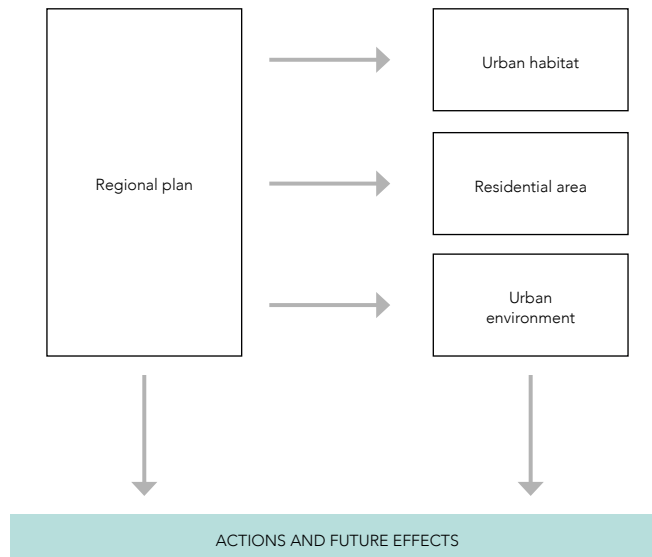 Urban habitat
Regional plan
Residential area
Urban
environment
ACTIONS AND FUTURE EFFECTS